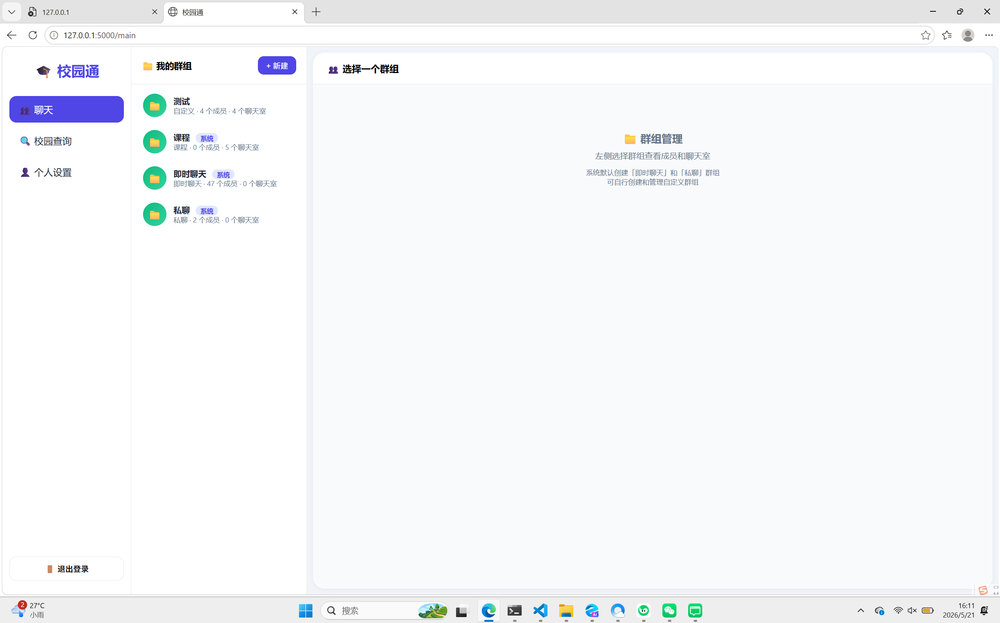 127.0.0.1
校园通
127.0.0.1:5000/main
校园通
聊天
校园查询
个人设置
退出登录
我的群组
+ 新建
测试
自定义 · 4 个成员 · 4 个聊天室
课程 系统
课程 · 0 个成员 · 5 个聊天室
即时聊天 系统
即时聊天 · 47 个成员 · 0 个聊天室
私聊 系统
私聊 · 2 个成员 · 0 个聊天室
选择一个群组
群组管理
左侧选择群组查看成员和聊天室
系统默认创建「即时聊天」和「私聊」群组
可自行创建和管理自定义群组
2
27°C
小雨
搜索
AI
16:11
2026/5/21